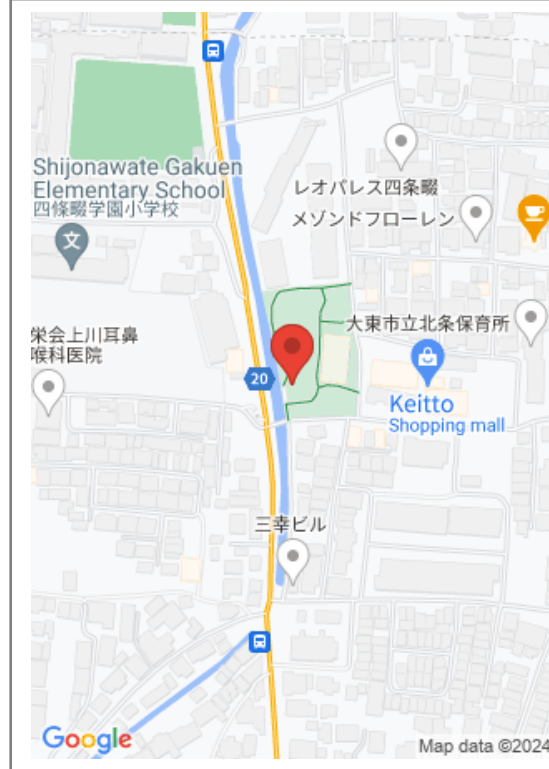 Shijonawate Gakuen
Elementary School
四條畷学園小学校
文
レオパレス四条畷
メゾンドフローレン
大東市立北条保育所
栄会上川耳鼻
喉科医院
20
Keitto
Shopping mall
三幸ビル
Google
Map data ©2024